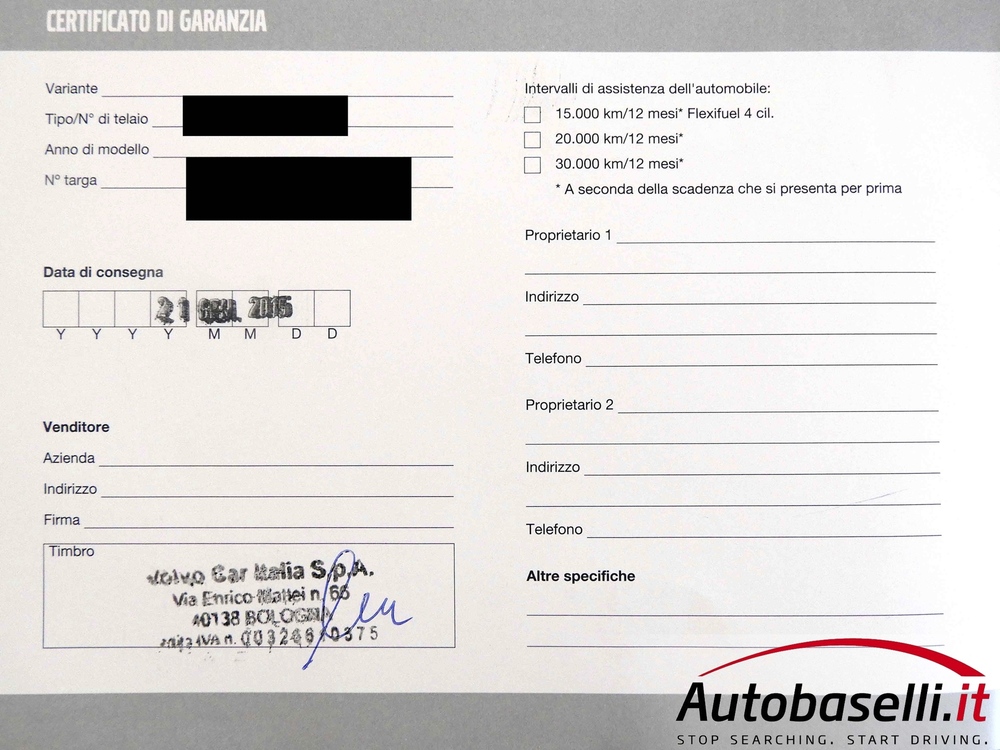 CERTIFICATO DI GARANZIA
Variante
Tipo/N° di telaio
Anno di modello
N° targa
Data di consegna
21 2015
Y Y Y Y M M D D
Venditore
Azienda
Indirizzo
Firma
Timbro
Volvo Car Italia S.p.A.
Via Enrico Mattei n. 66
40138 BOLOGNA
IVA n.
Intervalli di assistenza dell'automobile:
15.000 km/12 mesi* Flexifuel 4 cil.
20.000 km/12 mesi*
30.000 km/12 mesi*
* A seconda della scadenza che si presenta per prima
Proprietario 1
Indirizzo
Telefono
Proprietario 2
Indirizzo
Telefono
Altre specifiche
Autobaselli.it
STOP SEARCHING. START DRIVING.